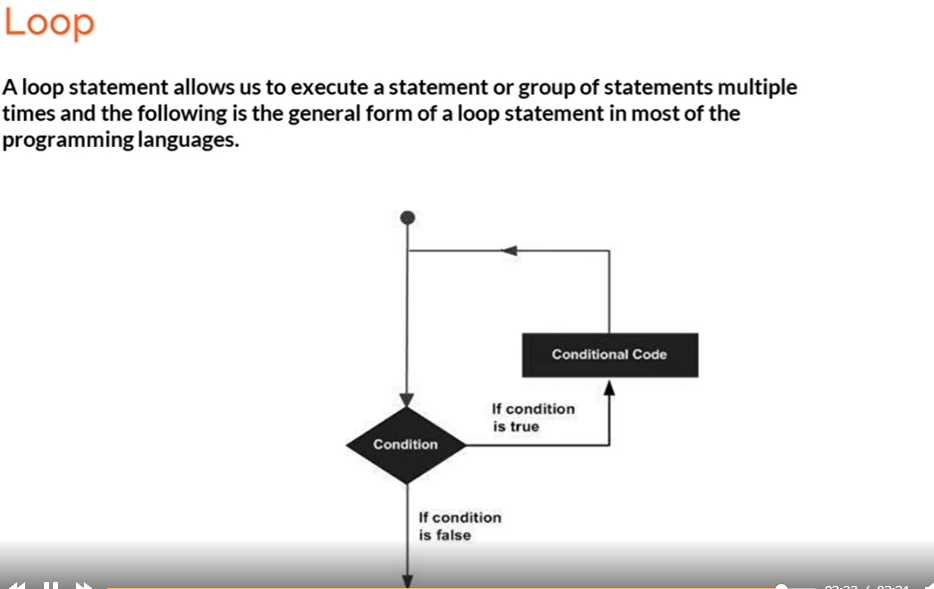 Loop
A loop statement allows us to execute a statement or group of statements multiple
times and the following is the general form of a loop statement in most of the
programming languages.
Conditional Code
If condition
is true
Condition
If condition
is false